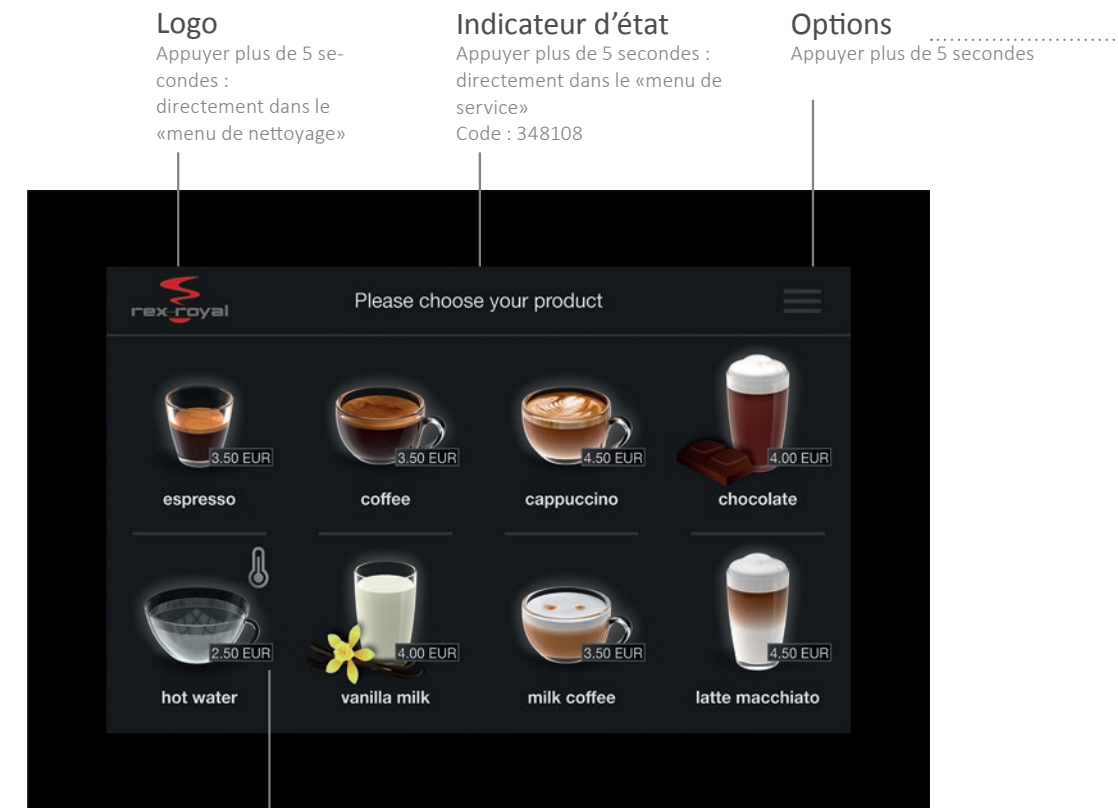 Logo
Appuyer plus de 5 se-
condes :
directement dans le
«menu de nettoyage»
Indicateur d’état
Appuyer plus de 5 secondes :
directement dans le «menu de
service»
Code : 348108
Options
Appuyer plus de 5 secondes
rex-royal
Please choose your product
3.50 EUR
espresso
3.50 EUR
coffee
4.50 EUR
cappuccino
4.00 EUR
chocolate
2.50 EUR
hot water
4.00 EUR
vanilla milk
3.50 EUR
milk coffee
4.50 EUR
latte macchiato